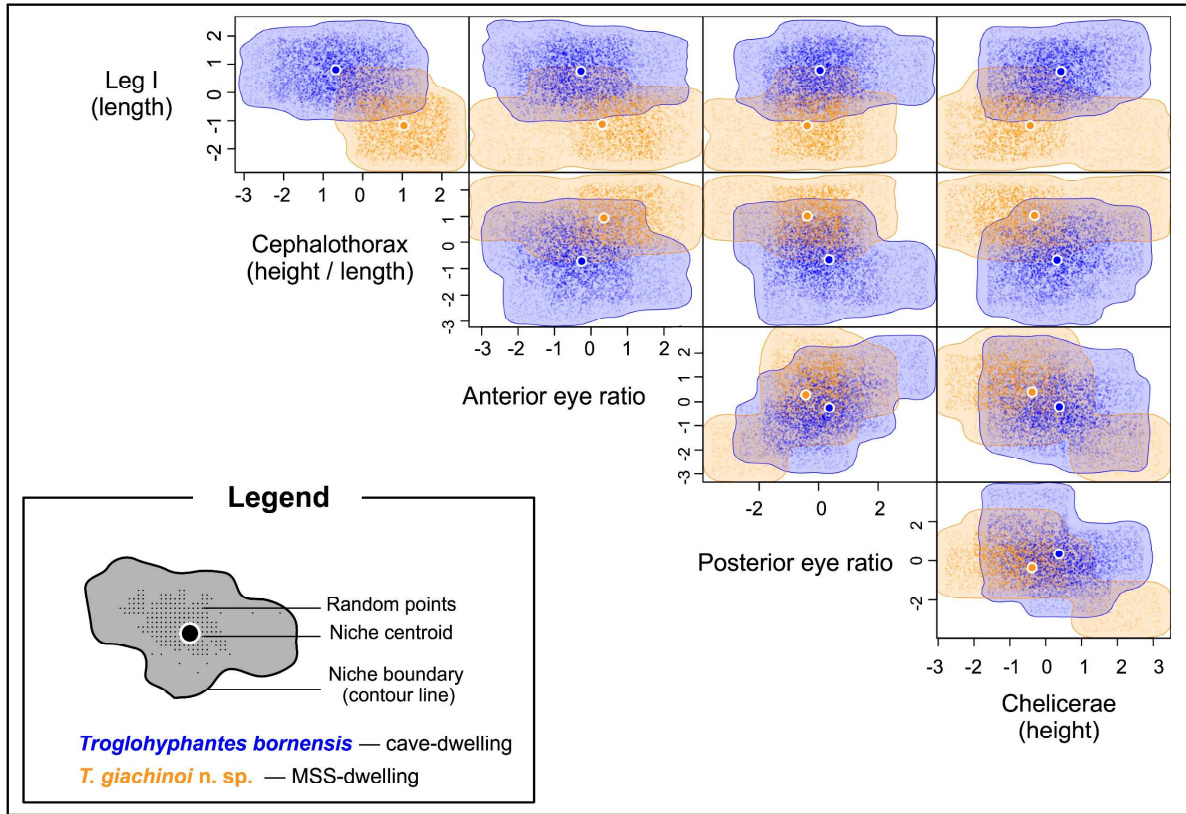 Leg I
(length)
2
1
0
-1
-2
-3 -2 -1 0 1 2
Cephalothorax
(height / length)
2
1
0
-1
-2
-3
-3 -2 -1 0 1 2
Anterior eye ratio
2
1
0
-1
-2
-3
-2 0 2
Posterior eye ratio
2
0
-2
-3 -2 -1 0 1 2 3
Chelicerae
(height)
Legend
Random points
Niche centroid
Niche boundary
(contour line)
Troglohyphantes bornensis — cave-dwelling
T. giachinoi n. sp. — MSS-dwelling